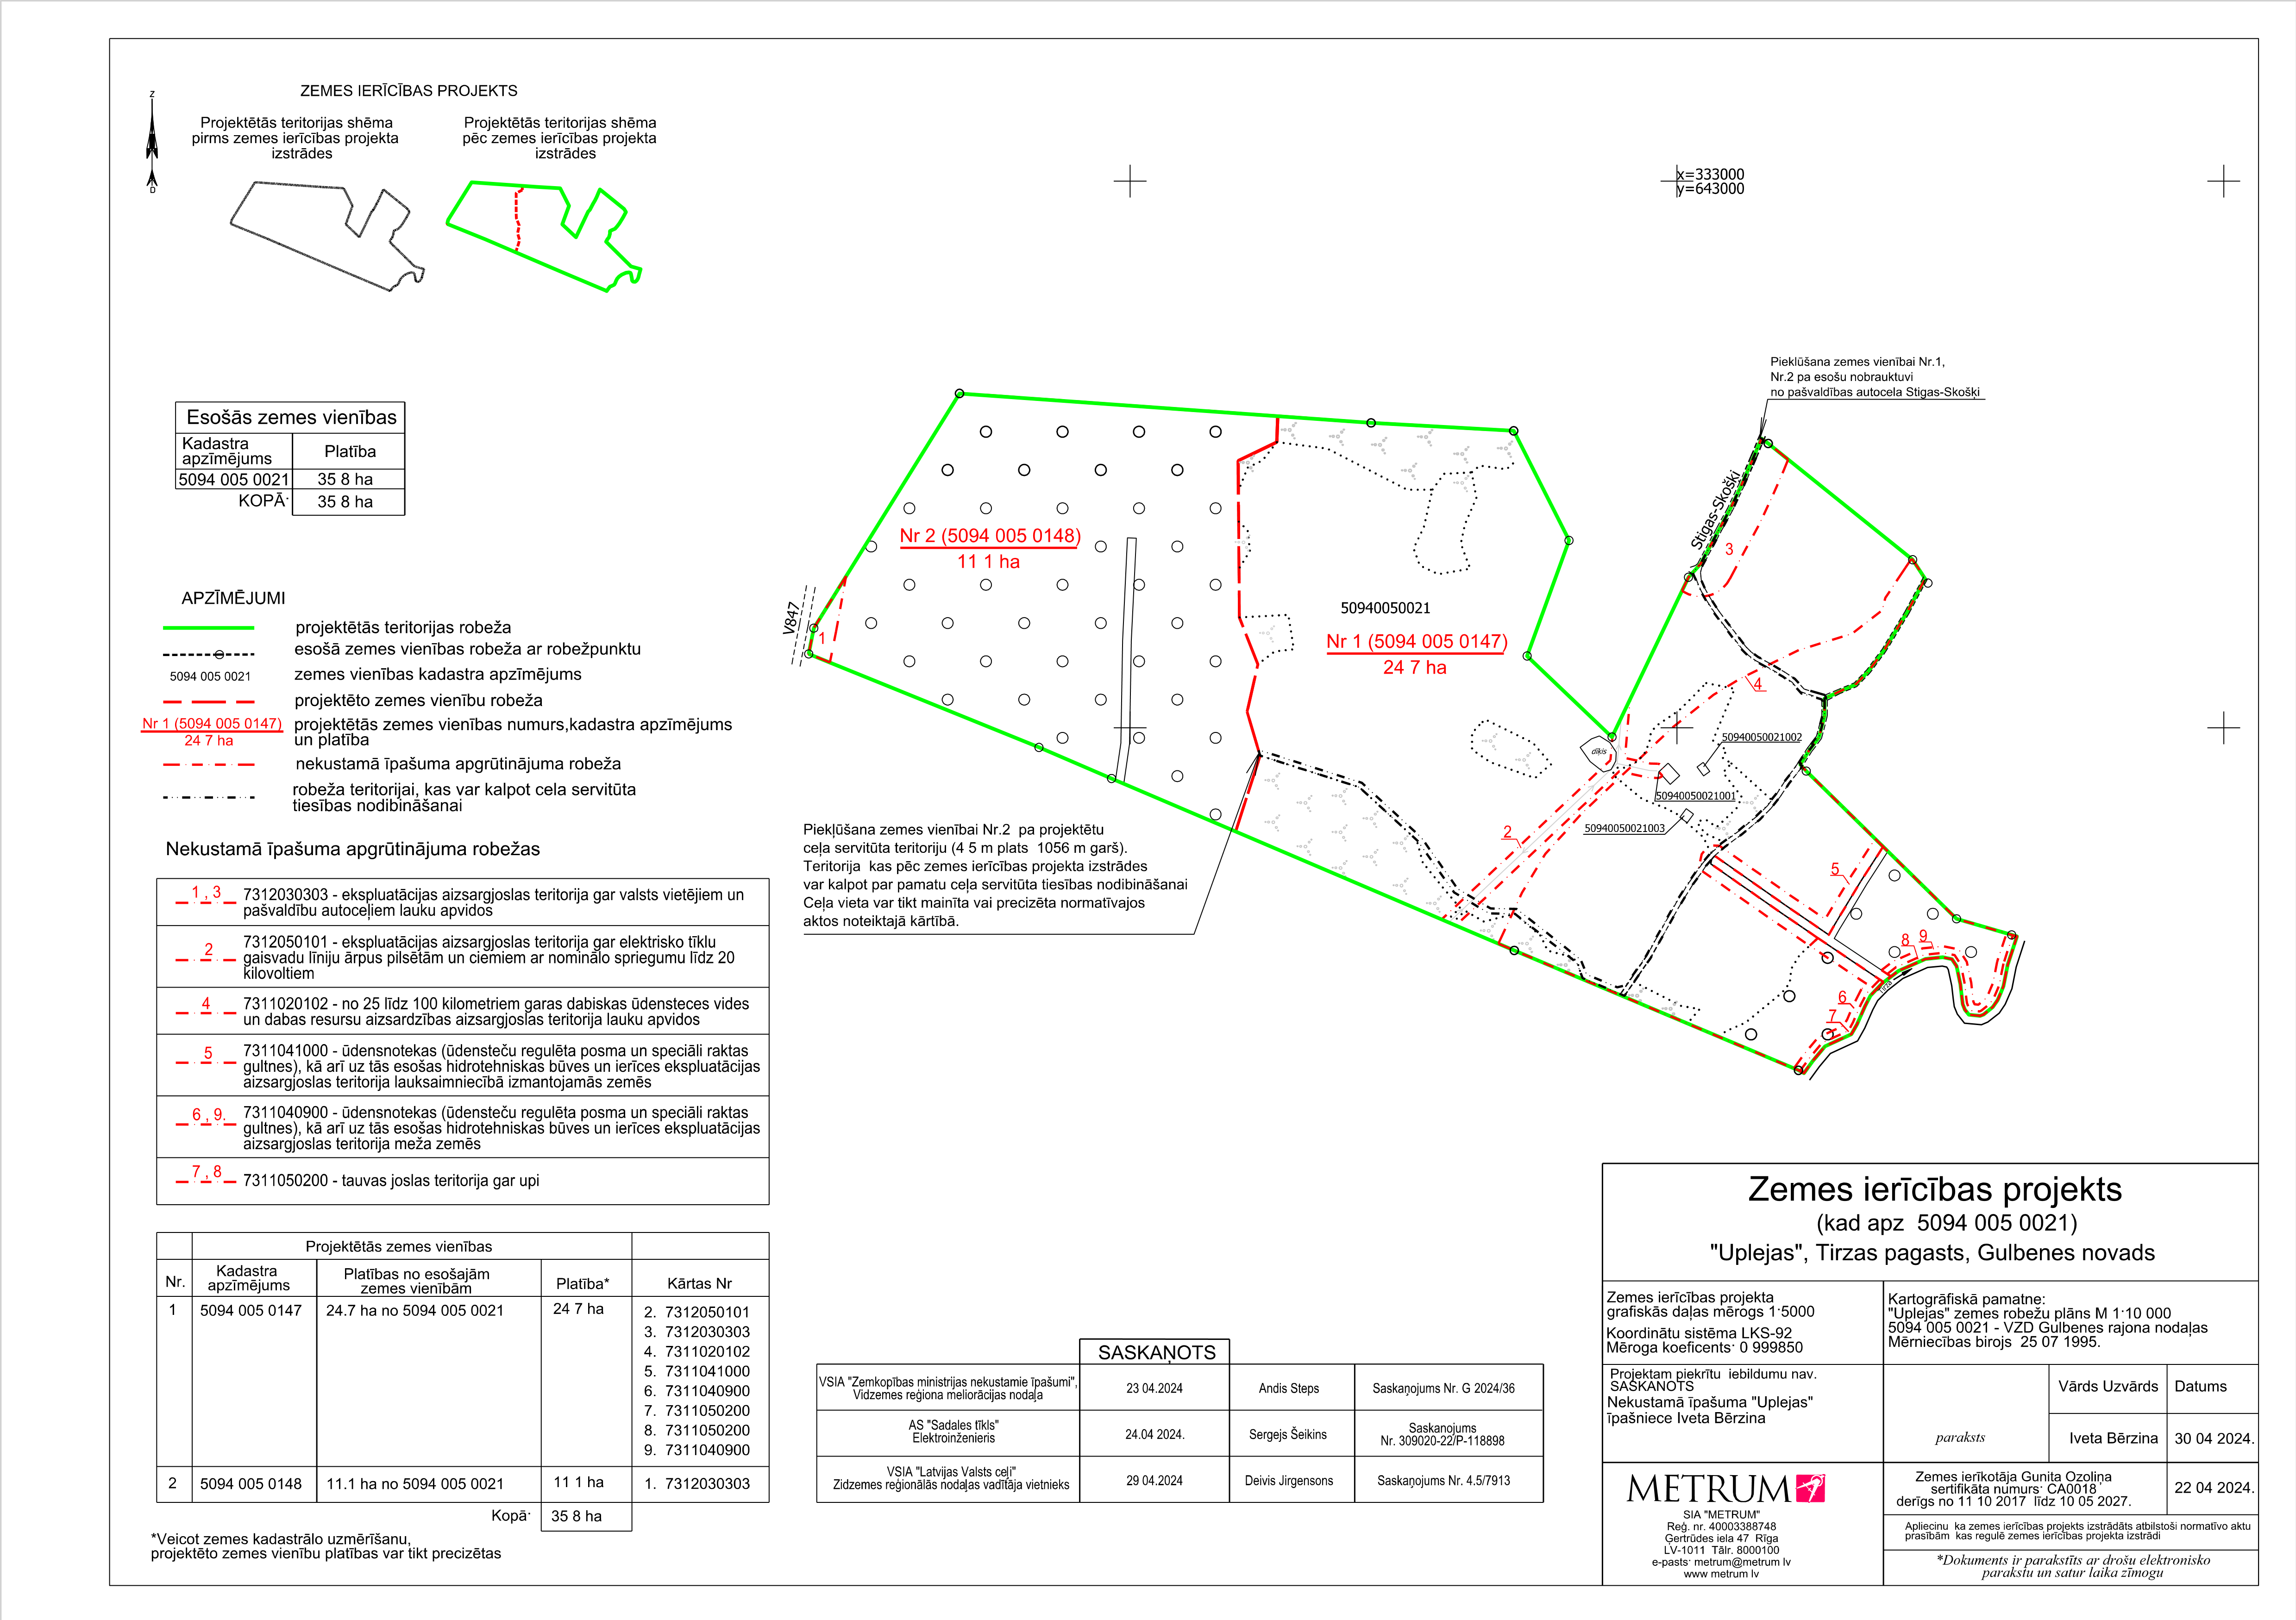 ZEMES IERĪCĪBAS PROJEKTS
Projektētās teritorijas shēma
pirms zemes ierīcības projekta
izstrādes
Projektētās teritorijas shēma
pēc zemes ierīcības projekta
izstrādes
Z
D
x=333000
y=643000
Esošās zemes vienības
Kadastra
apzīmējums
Platība
5094 005 0021
35 8 ha
KOPĀ·
35 8 ha
APZĪMĒJUMI
projektētās teritorijas robeža
esošā zemes vienības robeža ar robežpunktu
5094 005 0021
zemes vienības kadastra apzīmējums
projektēto zemes vienību robeža
Nr 1 (5094 005 0147)
24 7 ha
projektētās zemes vienības numurs,kadastra apzīmējums
un platība
nekustamā īpašuma apgrūtinājuma robeža
robeža teritorijai, kas var kalpot cela servitūta
tiesības nodibināšanai
Nekustamā īpašuma apgrūtinājuma robežas
1 , 3
7312030303 - ekspluatācijas aizsargjoslas teritorija gar valsts vietējiem un
pašvaldību autoceļiem lauku apvidos
2
7312050101 - ekspluatācijas aizsargjoslas teritorija gar elektrisko tīklu
gaisvadu līniju ārpus pilsētām un ciemiem ar nominālo spriegumu līdz 20
kilovoltiem
4
7311020102 - no 25 līdz 100 kilometriem garas dabiskas ūdensteces vides
un dabas resursu aizsardzības aizsargjoslas teritorija lauku apvidos
5
7311041000 - ūdensnotekas (ūdensteču regulēta posma un speciāli raktas
gultnes), kā arī uz tās esošas hidrotehniskas būves un ierīces ekspluatācijas
aizsargjoslas teritorija lauksaimniecībā izmantojamās zemēs
6 , 9.
7311040900 - ūdensnotekas (ūdensteču regulēta posma un speciāli raktas
gultnes), kā arī uz tās esošas hidrotehniskas būves un ierīces ekspluatācijas
aizsargjoslas teritorija meža zemēs
7 , 8
7311050200 - tauvas joslas teritorija gar upi
Projektētās zemes vienības
Nr.
Kadastra
apzīmējums
Platības no esošajām
zemes vienībām
Platība*
Kārtas Nr
1
5094 005 0147
24.7 ha no 5094 005 0021
24 7 ha
2. 7312050101
3. 7312030303
4. 7311020102
5. 7311041000
6. 7311040900
7. 7311050200
8. 7311050200
9. 7311040900
2
5094 005 0148
11.1 ha no 5094 005 0021
11 1 ha
1. 7312030303
Kopā·
35 8 ha
*Veicot zemes kadastrālo uzmērīšanu,
projektēto zemes vienību platības var tikt precizētas
Piekļūšana zemes vienībai Nr.1,
Nr.2 pa esošu nobrauktuvi
no pašvaldības autocela Stigas-Skošķi
Stigas-Skošķi
3
Nr 2 (5094 005 0148)
11 1 ha
V847
1
50940050021
Nr 1 (5094 005 0147)
24 7 ha
4
dīķis
50940050021002
50940050021001
50940050021003
2
5
8
9
6
7
Tirza
Piekļūšana zemes vienībai Nr.2 pa projektētu
ceļa servitūta teritoriju (4 5 m plats 1056 m garš).
Teritorija kas pēc zemes ierīcības projekta izstrādes
var kalpot par pamatu ceļa servitūta tiesības nodibināšanai
Ceļa vieta var tikt mainīta vai precizēta normatīvajos
aktos noteiktajā kārtībā.
SASKAŅOTS
VSIA "Zemkopības ministrijas nekustamie īpašumi",
Vidzemes reģiona meliorācijas nodaļa
23 04.2024
Andis Steps
Saskaņojums Nr. G 2024/36
AS "Sadales tīkls"
Elektroinženieris
24.04 2024.
Sergejs Šeikins
Saskanojums
Nr. 309020-22/P-118898
VSIA "Latvijas Valsts ceļi"
Zidzemes reģionālās nodaļas vadītāja vietnieks
29 04.2024
Deivis Jirgensons
Saskaņojums Nr. 4.5/7913
Zemes ierīcības projekts
(kad apz 5094 005 0021)
"Uplejas", Tirzas pagasts, Gulbenes novads
Zemes ierīcības projekta
grafiskās daļas mērogs 1·5000
Koordinātu sistēma LKS-92
Mēroga koeficents· 0 999850
Kartogrāfiskā pamatne:
"Uplejas" zemes robežu plāns M 1·10 000
5094 005 0021 - VZD Gulbenes rajona nodaļas
Mērniecības birojs 25 07 1995.
Projektam piekrītu iebildumu nav.
SASKANOTS
Nekustamā īpašuma "Uplejas"
īpašniece Iveta Bērzina
paraksts
Vārds Uzvārds
Datums
Iveta Bērzina
30 04 2024.
METRUM
SIA "METRUM"
Reģ. nr. 40003388748
Ģertrūdes iela 47 Rīga
LV-1011 Tālr. 8000100
e-pasts· metrum@metrum lv
www metrum lv
Zemes ierīkotāja Gunita Ozoliņa
sertifikāta numurs· CA0018
derīgs no 11 10 2017 līdz 10 05 2027.
22 04 2024.
Apliecinu ka zemes ierīcības projekts izstrādāts atbilstoši normatīvo aktu
prasībām kas regulē zemes ierīcības projekta izstrādi
*Dokuments ir parakstīts ar drošu elektronisko
parakstu un satur laika zīmogu